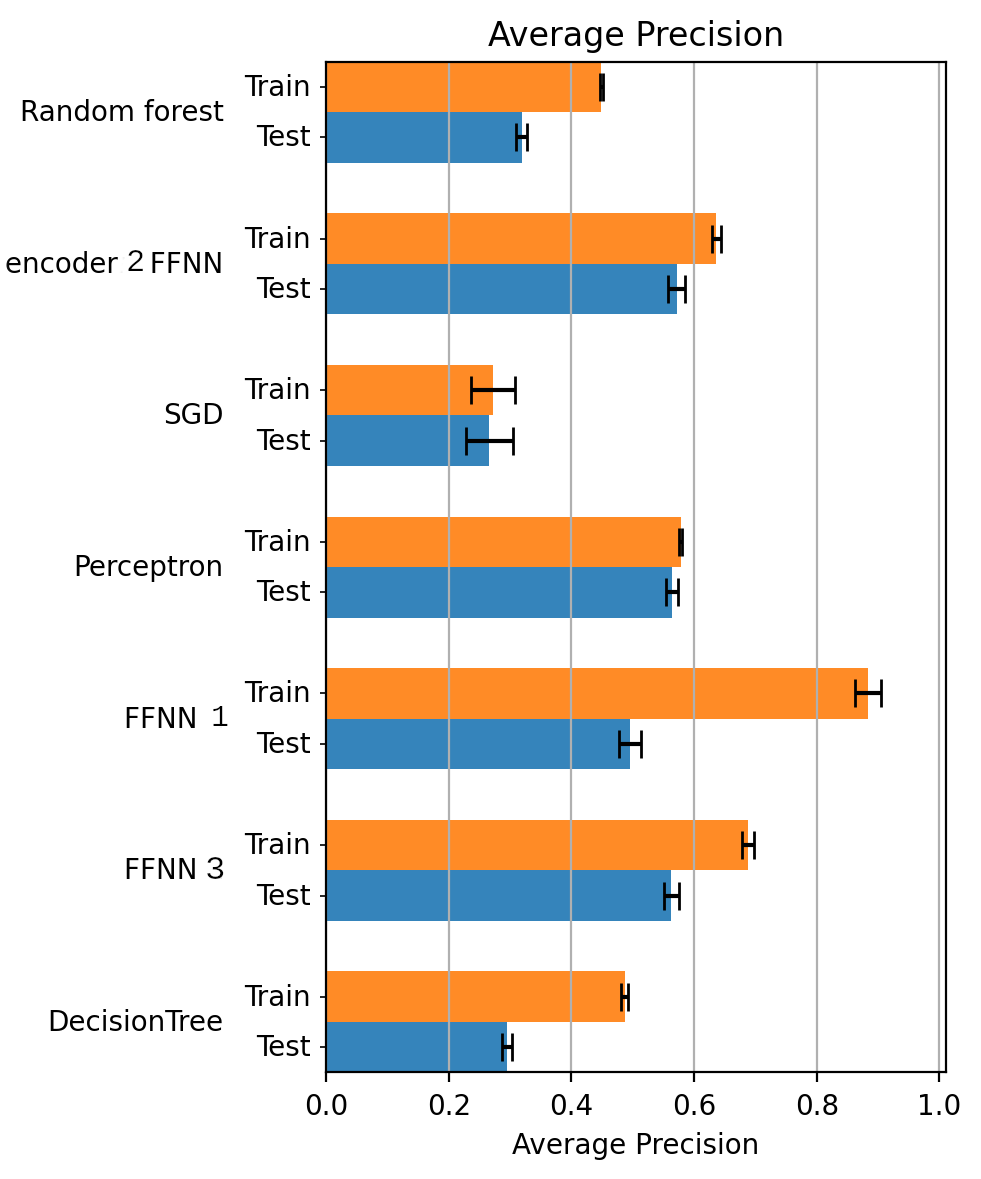 Average Precision
Train
Random forest
Test
Train
encoder 2 FFNN
Test
Train
SGD
Test
Train
Perceptron
Test
Train
FFNN 1
Test
Train
FFNN 3
Test
Train
DecisionTree
Test
0.0 0.2 0.4 0.6 0.8 1.0
Average Precision